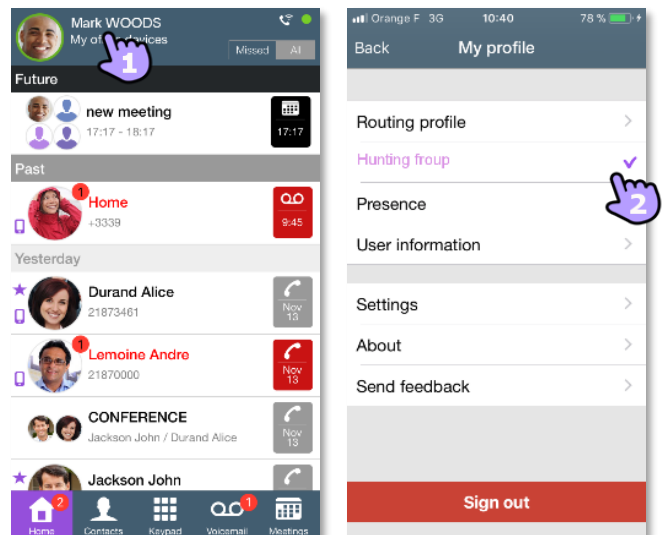 Mark WOODS
My of devices
1
Missed All
Future
new meeting
17:17 - 18:17
17:17
Past
1
Home
+3339
9:45
Yesterday
Durand Alice
21873461
Nov
13
1
Lemoine Andre
21870000
Nov
13
CONFERENCE
Jackson John / Durand Alice
Nov
13
Jackson John
2
1
Home Contacts Keypad Voicemail Meetings
Orange F 3G 10:40 78 %
Back My profile
Routing profile
Hunting froup
2
Presence
User information
Settings
About
Send feedback
Sign out